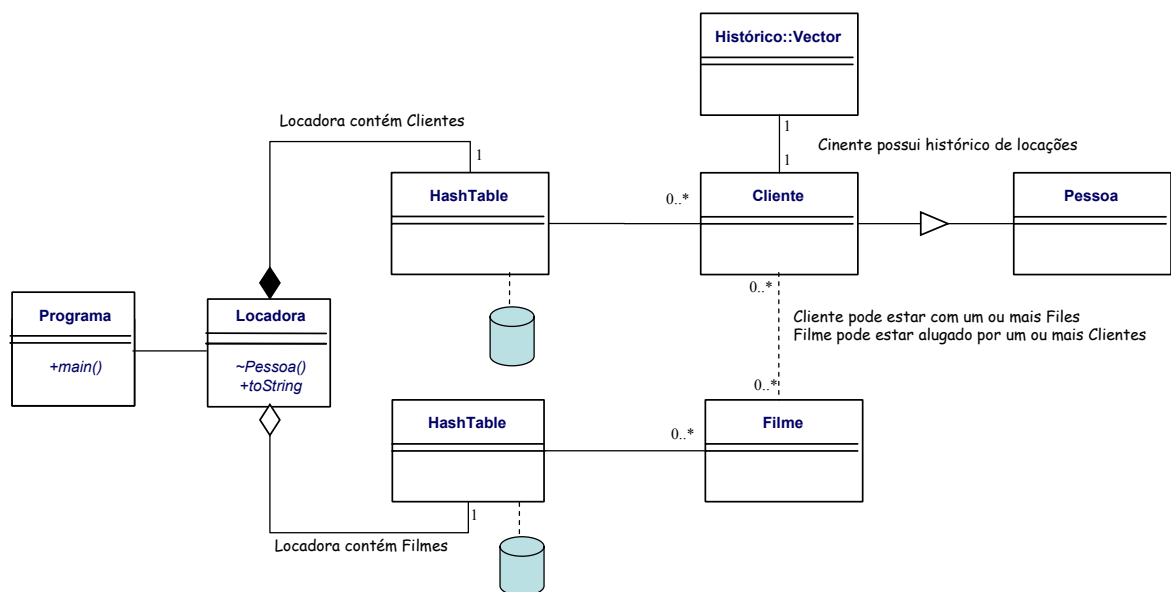 Histórico::Vector
Locadora contém Clientes
1
1
Cinente possui histórico de locações
1
HashTable
0..*
Cliente
Pessoa
0..*
Programa
+main()
Locadora
~Pessoa()
+toString
Cliente pode estar com um ou mais Files
Filme pode estar alugado por um ou mais Clientes
0..*
HashTable
0..*
Filme
1
Locadora contém Filmes